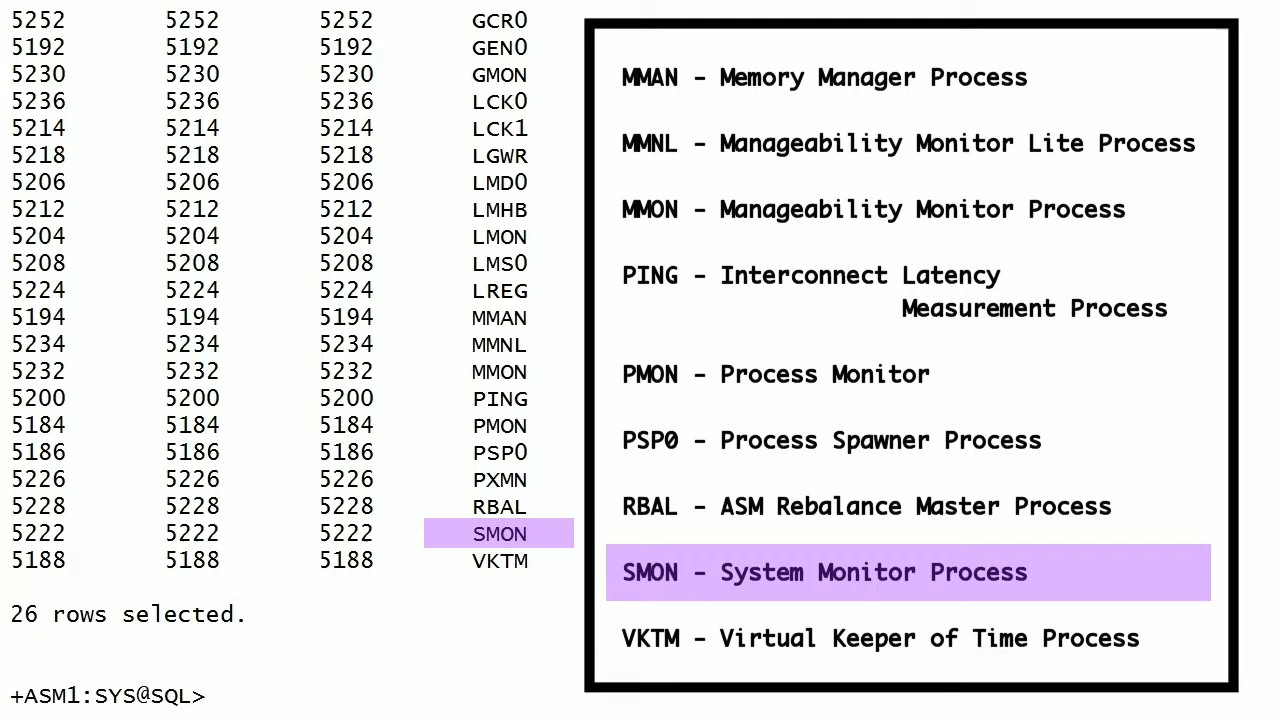 5252 5252 5252 GCR0
5192 5192 5192 GEN0
5230 5230 5230 GMON
5236 5236 5236 LCK0
5214 5214 5214 LCK1
5218 5218 5218 LGWR
5206 5206 5206 LMD0
5212 5212 5212 LMHB
5204 5204 5204 LMON
5208 5208 5208 LMS0
5224 5224 5224 LREG
5194 5194 5194 MMAN
5234 5234 5234 MMNL
5232 5232 5232 MMON
5200 5200 5200 PING
5184 5184 5184 PMON
5186 5186 5186 PSP0
5226 5226 5226 PXMN
5228 5228 5228 RBAL
5222 5222 5222 SMON
5188 5188 5188 VKTM
26 rows selected.
+ASM1:SYS@SQL>
MMAN - Memory Manager Process
MMNL - Manageability Monitor Lite Process
MMON - Manageability Monitor Process
PING - Interconnect Latency
Measurement Process
PMON - Process Monitor
PSP0 - Process Spawner Process
RBAL - ASM Rebalance Master Process
SMON - System Monitor Process
VKTM - Virtual Keeper of Time Process